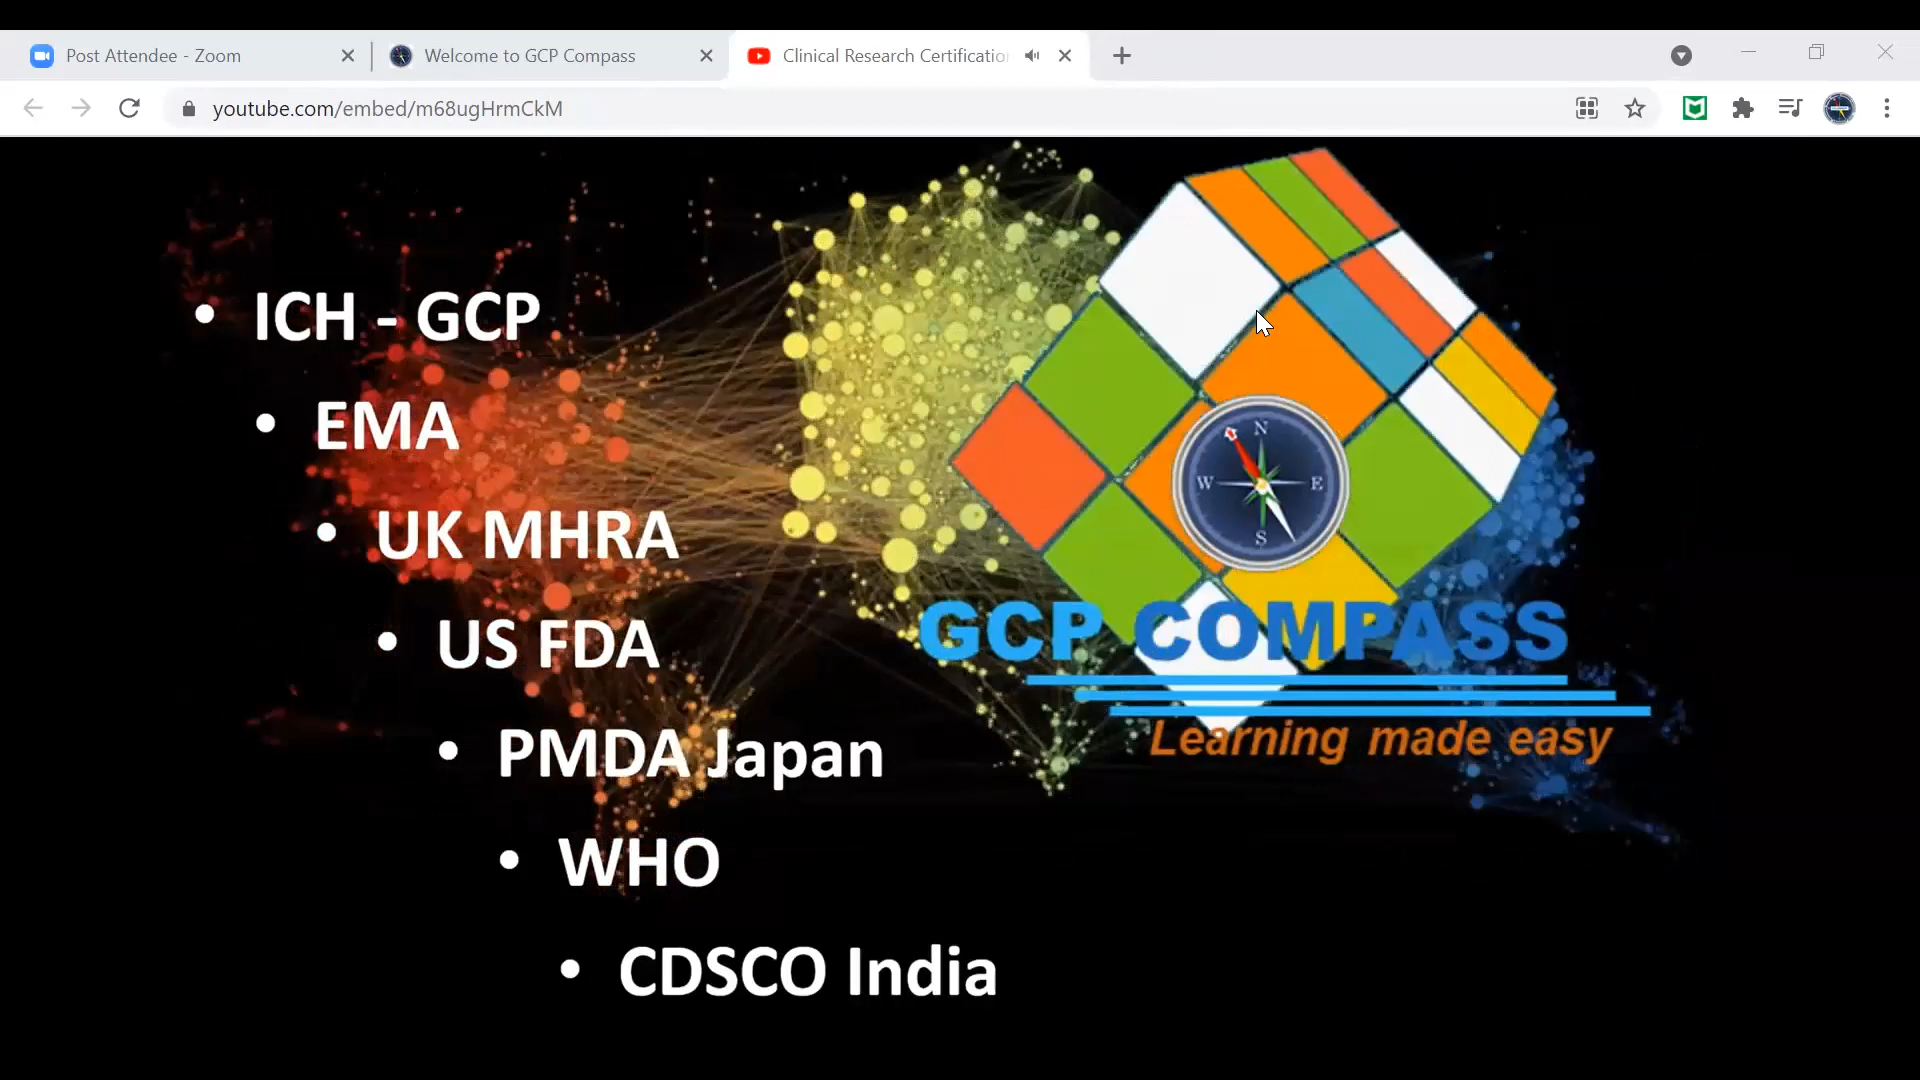 Post Attendee - Zoom
Welcome to GCP Compass
Clinical Research Certificatio
youtube.com/embed/m68ugHrmCkM
• ICH - GCP
• EMA
• UK MHRA
• US FDA
• PMDA Japan
• WHO
• CDSCO India
N
W E
S
GCP COMPASS
Learning made easy